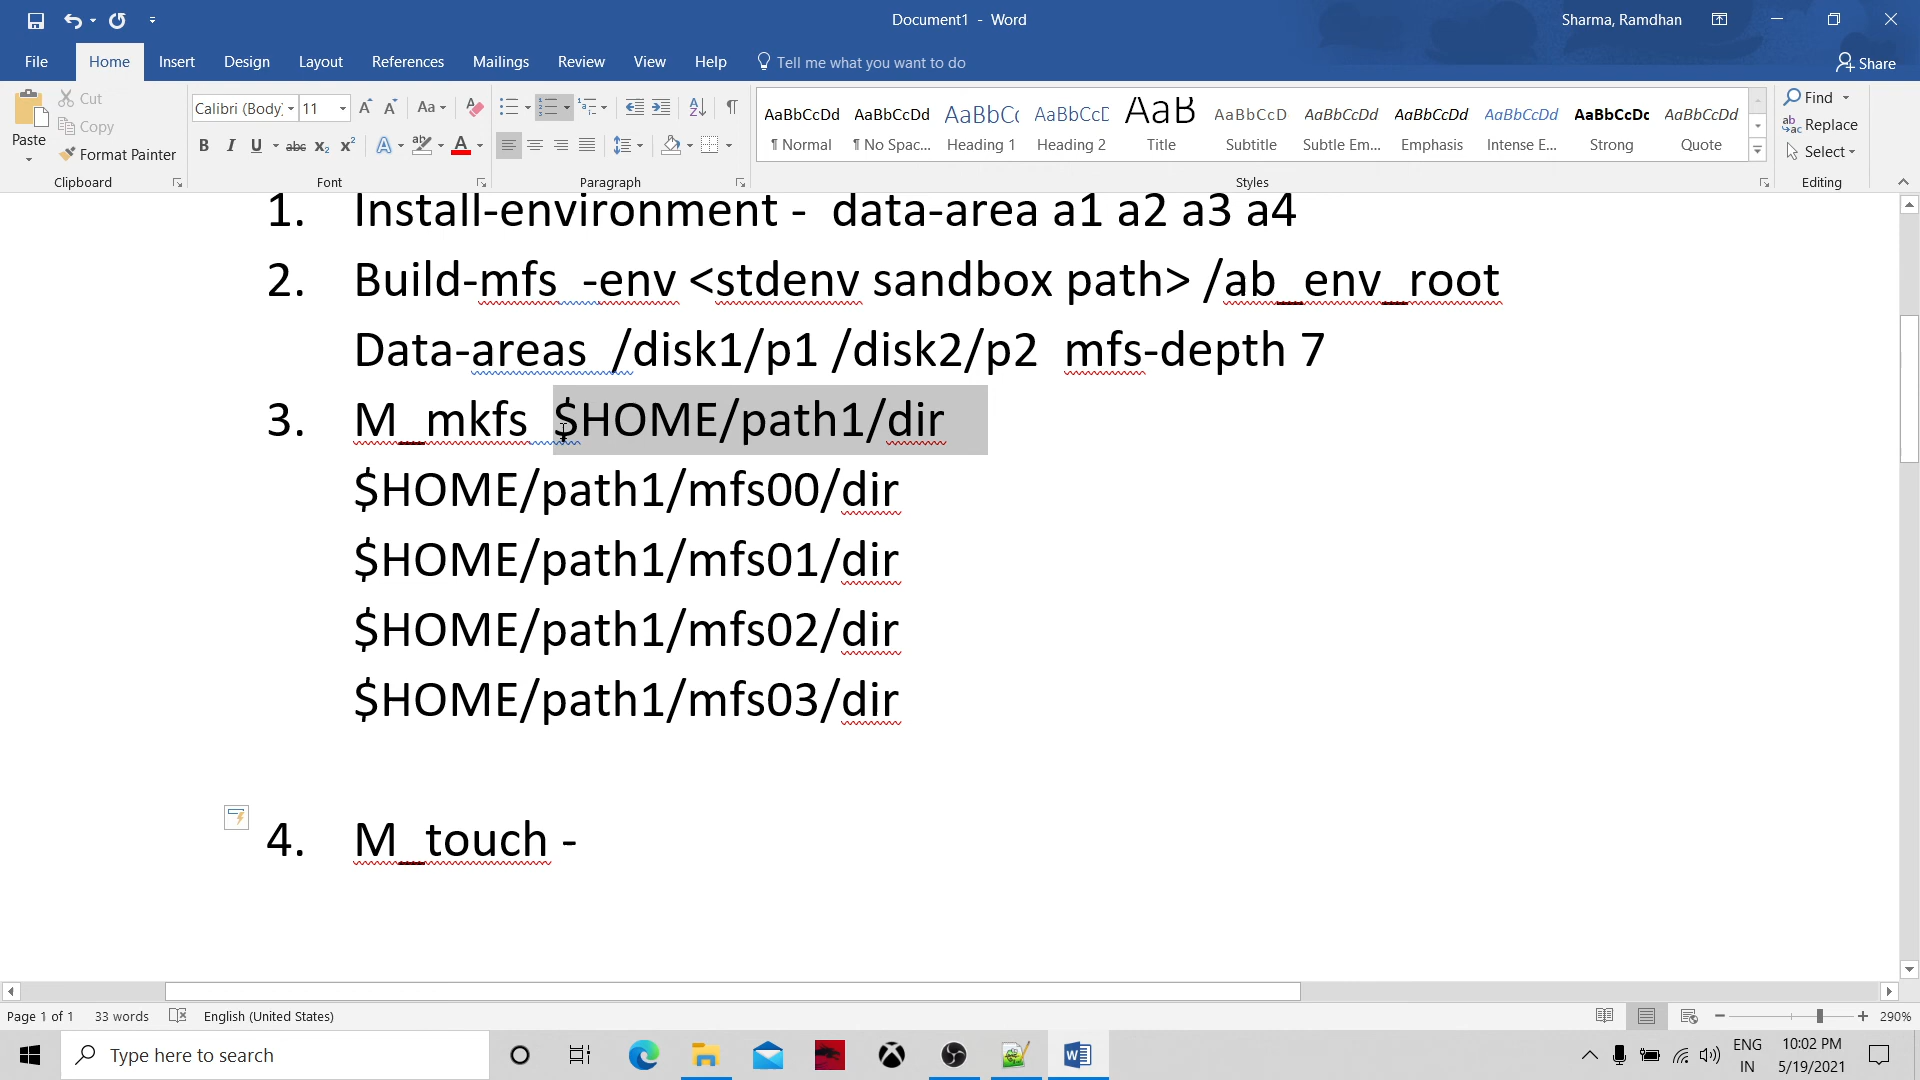 Document1 - Word
Sharma, Ramdhan
File Home Insert Design Layout References Mailings Review View Help Tell me what you want to do
Share
Paste
Cut
Copy
Format Painter
Clipboard
Calibri (Body) 11
Font
Paragraph
AaBbCcDd AaBbCcDd AaBbCc AaBbCcD AaB AaBbCcD AaBbCcDd AaBbCcDd AaBbCcDd AaBbCcDc AaBbCcDd
¶ Normal ¶ No Spac... Heading 1 Heading 2 Title Subtitle Subtle Em... Emphasis Intense E... Strong Quote
Styles
Find
Replace
Select
Editing
1. Install-environment - data-area a1 a2 a3 a4
2. Build-mfs -env <stdenv sandbox path> /ab_env_root
Data-areas /disk1/p1 /disk2/p2 mfs-depth 7
3. M_mkfs $HOME/path1/dir
$HOME/path1/mfs00/dir
$HOME/path1/mfs01/dir
$HOME/path1/mfs02/dir
$HOME/path1/mfs03/dir
4. M_touch -
Page 1 of 1 33 words English (United States) 290%
Type here to search
ENG
IN
10:02 PM
5/19/2021